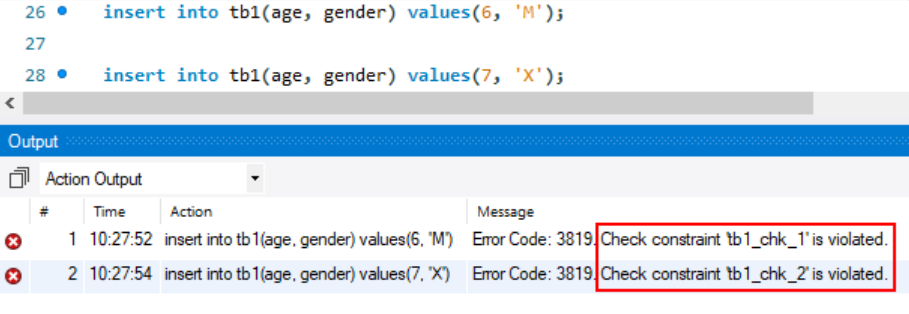 26 insert into tb1(age, gender) values(6, 'M');
27
28 insert into tb1(age, gender) values(7, 'X');
Output
Action Output
# Time Action Message
1 10:27:52 insert into tb1(age, gender) values(6, 'M') Error Code: 3819. Check constraint 'tb1_chk_1' is violated.
2 10:27:54 insert into tb1(age, gender) values(7, 'X') Error Code: 3819. Check constraint 'tb1_chk_2' is violated.